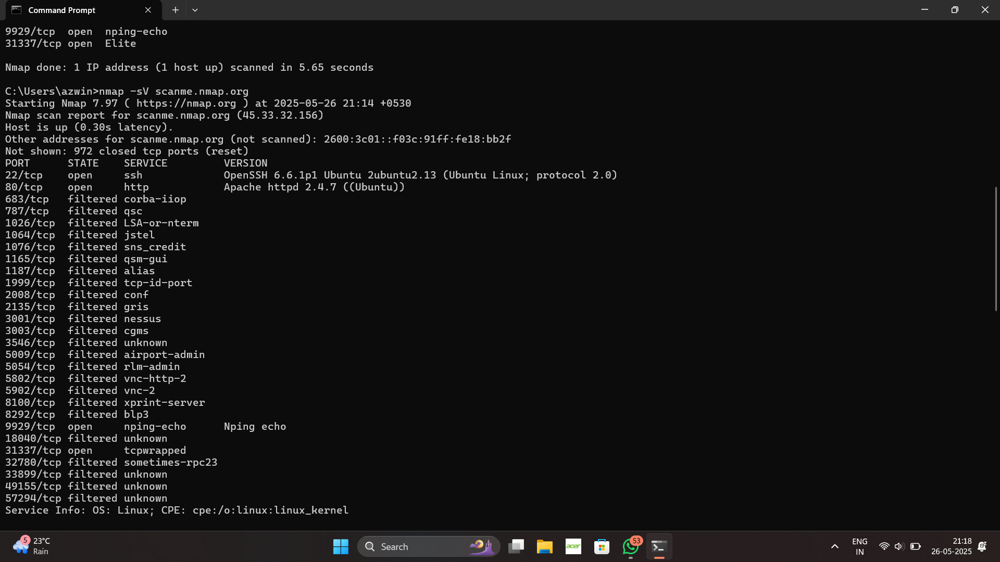 Command Prompt
9929/tcp  open  nping-echo
31337/tcp open  Elite
Nmap done: 1 IP address (1 host up) scanned in 5.65 seconds
C:\Users\azwin>nmap -sV scanme.nmap.org
Starting Nmap 7.97 ( https://nmap.org ) at 2025-05-26 21:14 +0530
Nmap scan report for scanme.nmap.org (45.33.32.156)
Host is up (0.30s latency).
Other addresses for scanme.nmap.org (not scanned): 2600:3c01::f03c:91ff:fe18:bb2f
Not shown: 972 closed tcp ports (reset)
PORT      STATE    SERVICE         VERSION
22/tcp    open     ssh             OpenSSH 6.6.1p1 Ubuntu 2ubuntu2.13 (Ubuntu Linux; protocol 2.0)
80/tcp    open     http            Apache httpd 2.4.7 ((Ubuntu))
683/tcp   filtered corba-iiop
787/tcp   filtered qsc
1026/tcp  filtered LSA-or-nterm
1064/tcp  filtered jstel
1076/tcp  filtered sns_credit
1165/tcp  filtered qsm-gui
1187/tcp  filtered alias
1999/tcp  filtered tcp-id-port
2008/tcp  filtered conf
2135/tcp  filtered gris
3001/tcp  filtered nessus
3003/tcp  filtered cgms
3546/tcp  filtered unknown
5009/tcp  filtered airport-admin
5054/tcp  filtered rlm-admin
5802/tcp  filtered vnc-http-2
5902/tcp  filtered vnc-2
8100/tcp  filtered xprint-server
8292/tcp  filtered blp3
9929/tcp  open     nping-echo      Nping echo
18040/tcp filtered unknown
31337/tcp open     tcpwrapped
32780/tcp filtered sometimes-rpc23
33899/tcp filtered unknown
49155/tcp filtered unknown
57294/tcp filtered unknown
Service Info: OS: Linux; CPE: cpe:/o:linux:linux_kernel
5
23°C
Rain
Search
acer
53
ENG
IN
21:18
26-05-2025